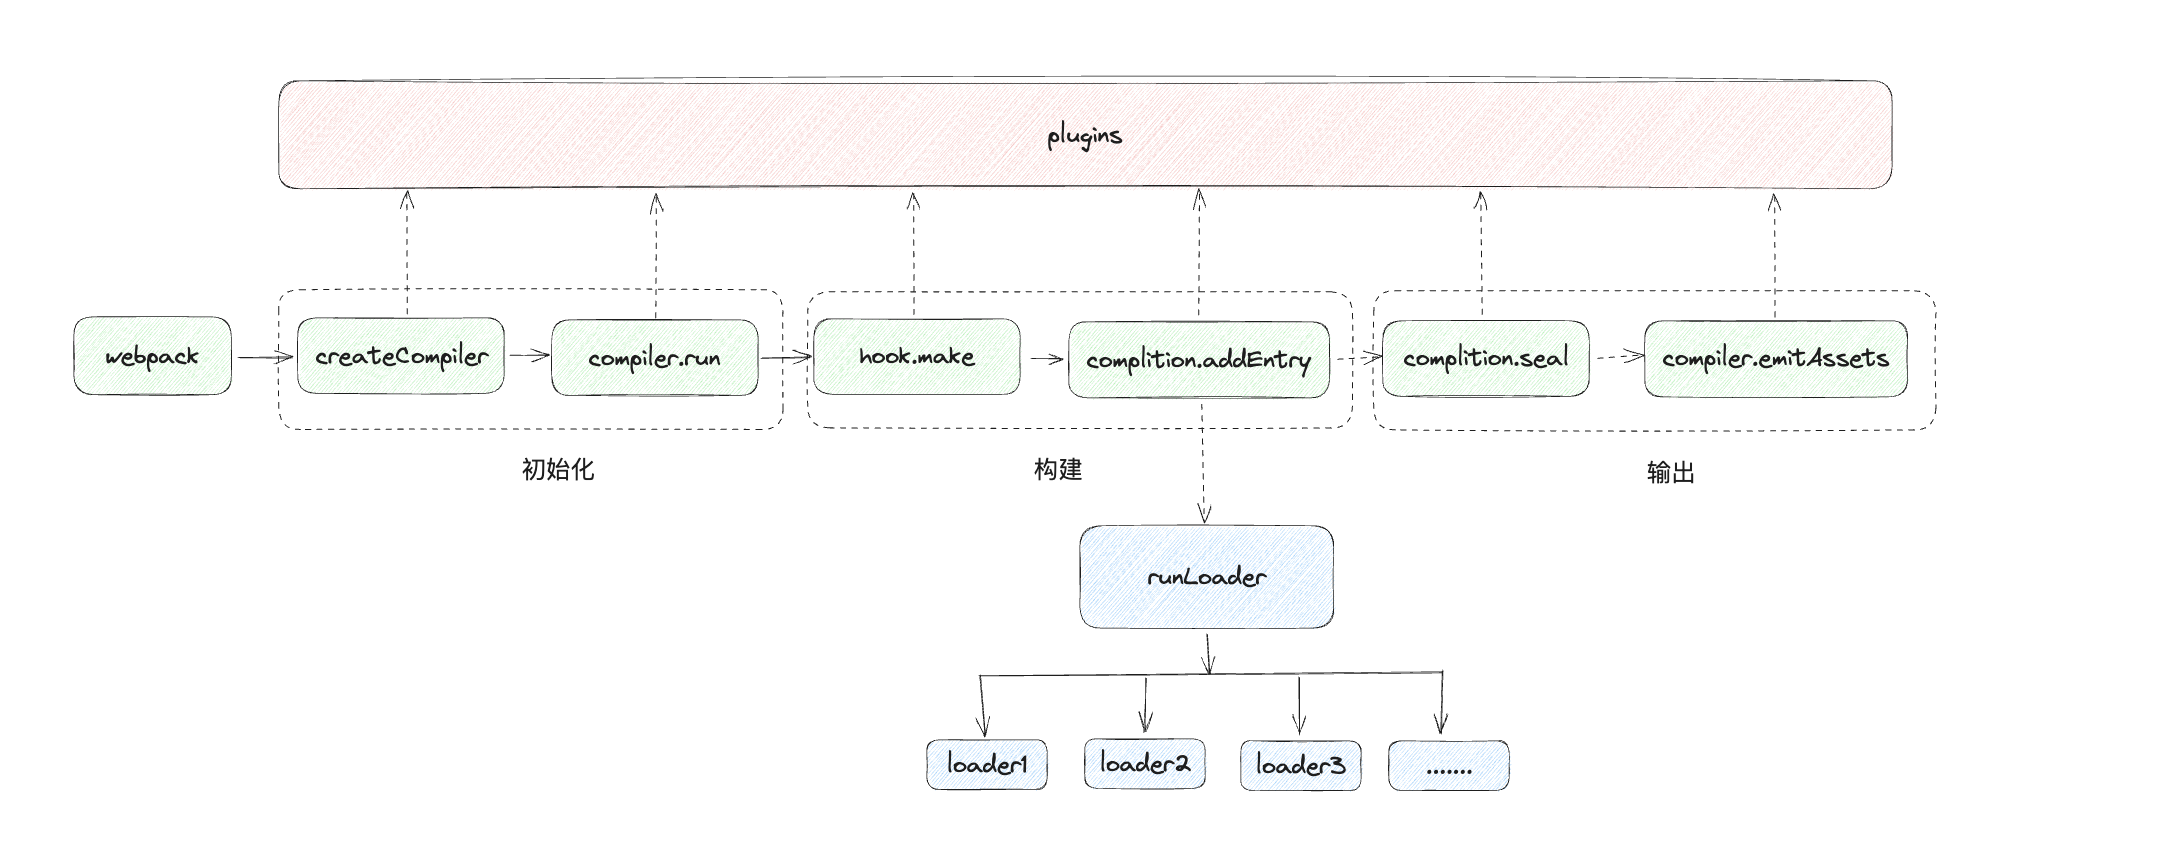 plugins
webpack
createCompiler
compiler.run
hook.make
complition.addEntry
complition.seal
compiler.emitAssets
初始化
构建
输出
runLoader
loader1
loader2
loader3
.......